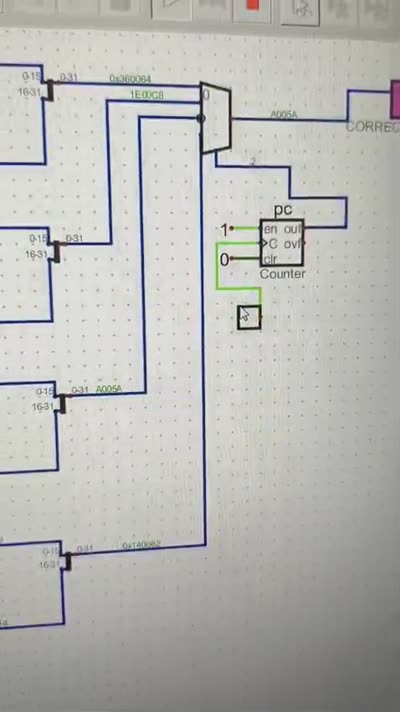 0-15 0-31 0x360064
16-31
1E00C8
0
A005A
CORREC
2
pc
1 en out
C ovf
0 clr
Counter
0-15 0-31
16-31
0-15 0-31 A005A
16-31
0-15 0-31 0x140082
16-31